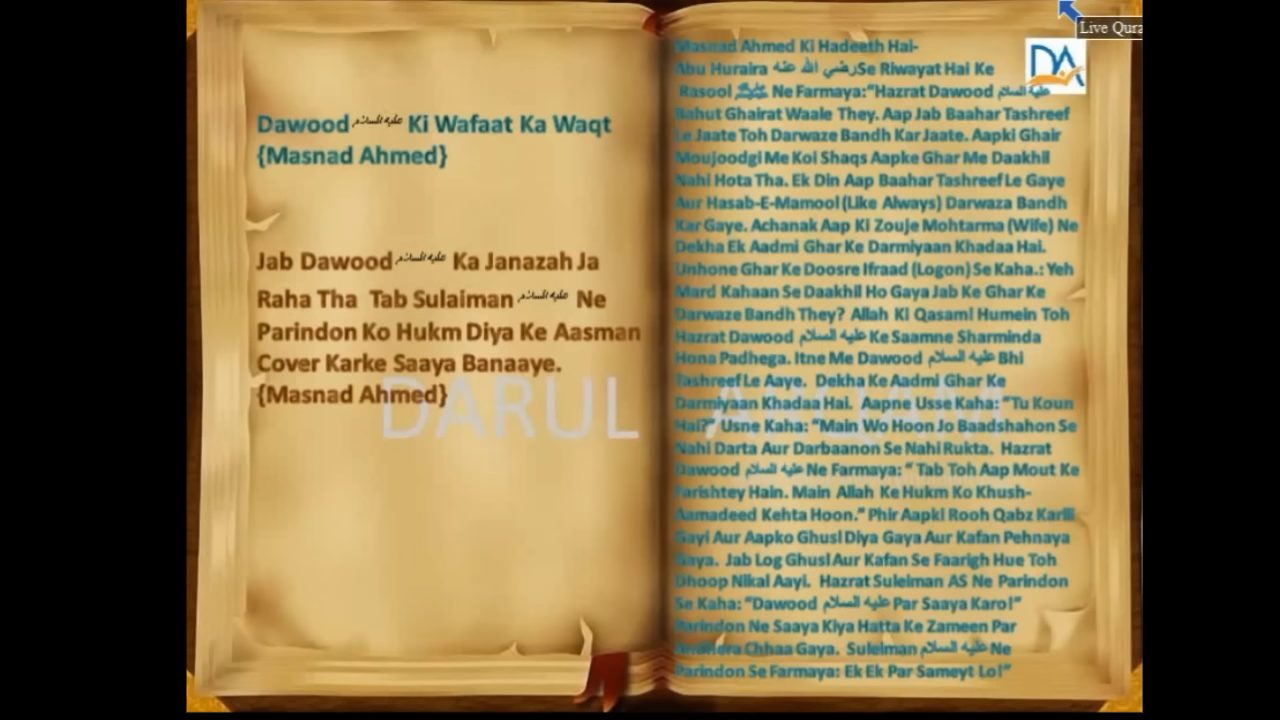 Live Qura
DA
Dawood عليه السلام Ki Wafaat Ka Waqt
{Masnad Ahmed}
Jab Dawood عليه السلام Ka Janazah Ja
Raha Tha Tab Sulaiman عليه السلام Ne
Parindon Ko Hukm Diya Ke Aasman
Cover Karke Saaya Banaaye.
{Masnad Ahmed}
DARUL
Masnad Ahmed Ki Hadeeth Hai-
Abu Huraira رضي الله عنه Se Riwayat Hai Ke
Rasool ﷺ Ne Farmaya:“Hazrat Dawood عليه السلام
Bahut Ghairat Waale They. Aap Jab Baahar Tashreef
Le Jaate Toh Darwaze Bandh Kar Jaate. Aapki Ghair
Moujoodgi Me Koi Shaqs Aapke Ghar Me Daakhil
Nahi Hota Tha. Ek Din Aap Baahar Tashreef Le Gaye
Aur Hasab-E-Mamool (Like Always) Darwaza Bandh
Kar Gaye. Achanak Aap Ki Zouje Mohtarma (Wife) Ne
Dekha Ek Aadmi Ghar Ke Darmiyaan Khadaa Hai.
Unhone Ghar Ke Doosre Ifraad (Logon) Se Kaha.: Yeh
Mard Kahaan Se Daakhil Ho Gaya Jab Ke Ghar Ke
Darwaze Bandh They? Allah Ki Qasam! Humein Toh
Hazrat Dawood عليه السلام Ke Saamne Sharminda
Hona Padhega. Itne Me Dawood عليه السلام Bhi
Tashreef Le Aaye. Dekha Ke Aadmi Ghar Ke
Darmiyaan Khadaa Hai. Aapne Usse Kaha: “Tu Koun
Hai?” Usne Kaha: “Main Wo Hoon Jo Baadshahon Se
Nahi Darta Aur Darbaanon Se Nahi Rukta. Hazrat
Dawood عليه السلام Ne Farmaya: “ Tab Toh Aap Mout Ke
Farishtey Hain. Main Allah Ke Hukm Ko Khush-
Aamadeed Kehta Hoon.” Phir Aapki Rooh Qabz Karlli
Gayi Aur Aapko Ghusl Diya Gaya Aur Kafan Pehnaya
Gaya. Jab Log Ghusl Aur Kafan Se Faarigh Hue Toh
Dhoop Nikal Aayi. Hazrat Suleiman AS Ne Parindon
Se Kaha: “Dawood عليه السلام Par Saaya Karo!”
Parindon Ne Saaya Kiya Hatta Ke Zameen Par
Andhera Chhaa Gaya. Suleiman عليه السلام Ne
Parindon Se Farmaya: Ek Ek Par Sameyt Lo!”